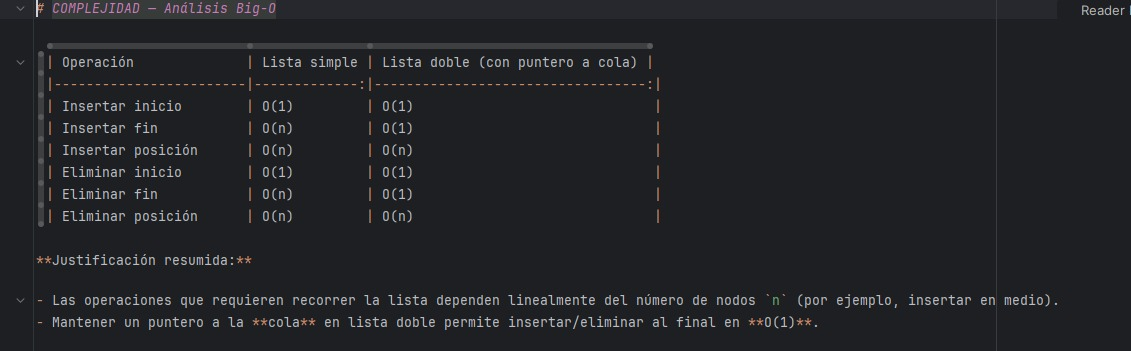 Reader
# COMPLEJIDAD — Análisis Big-O
| Operación | Lista simple | Lista doble (con puntero a cola) |
|------------------------|-------------:|----------------------------------:|
| Insertar inicio | O(1) | O(1) |
| Insertar fin | O(n) | O(1) |
| Insertar posición | O(n) | O(n) |
| Eliminar inicio | O(1) | O(1) |
| Eliminar fin | O(n) | O(1) |
| Eliminar posición | O(n) | O(n) |
**Justificación resumida:**
- Las operaciones que requieren recorrer la lista dependen linealmente del número de nodos `n` (por ejemplo, insertar en medio).
- Mantener un puntero a la **cola** en lista doble permite insertar/eliminar al final en **O(1)**.